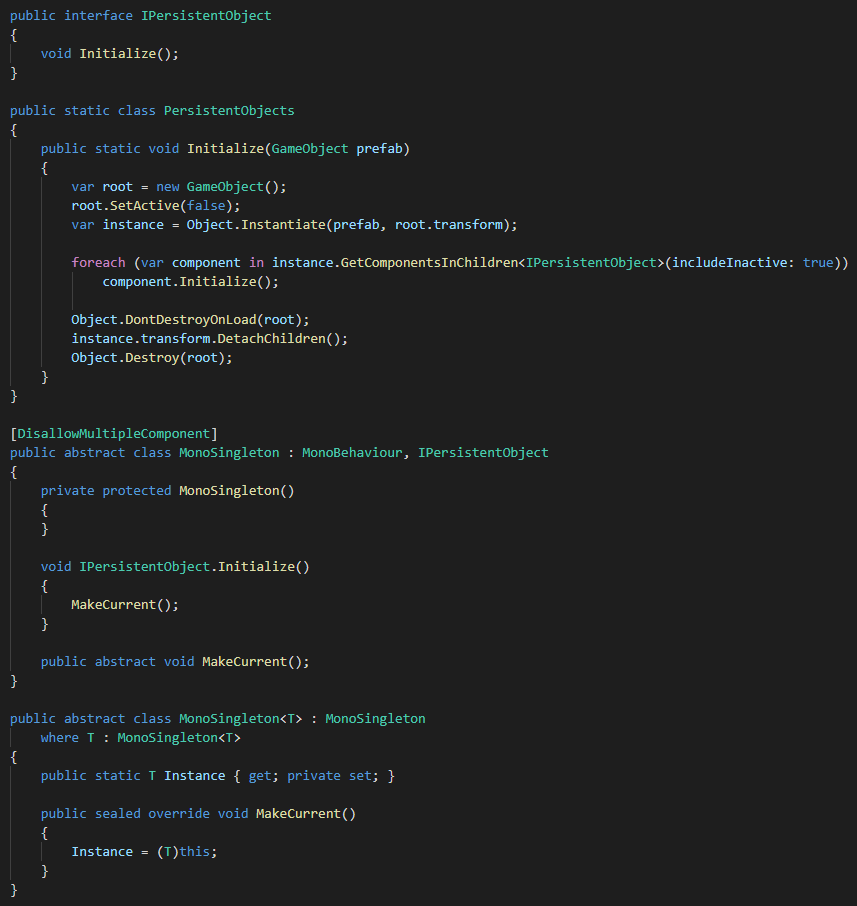 public interface IPersistentObject
{
    void Initialize();
}

public static class PersistentObjects
{
    public static void Initialize(GameObject prefab)
    {
        var root = new GameObject();
        root.SetActive(false);
        var instance = Object.Instantiate(prefab, root.transform);

        foreach (var component in instance.GetComponentsInChildren<IPersistentObject>(includeInactive: true))
            component.Initialize();

        Object.DontDestroyOnLoad(root);
        instance.transform.DetachChildren();
        Object.Destroy(root);
    }
}

[DisallowMultipleComponent]
public abstract class MonoSingleton : MonoBehaviour, IPersistentObject
{
    private protected MonoSingleton()
    {
    }

    void IPersistentObject.Initialize()
    {
        MakeCurrent();
    }

    public abstract void MakeCurrent();
}

public abstract class MonoSingleton<T> : MonoSingleton
    where T : MonoSingleton<T>
{
    public static T Instance { get; private set; }

    public sealed override void MakeCurrent()
    {
        Instance = (T)this;
    }
}